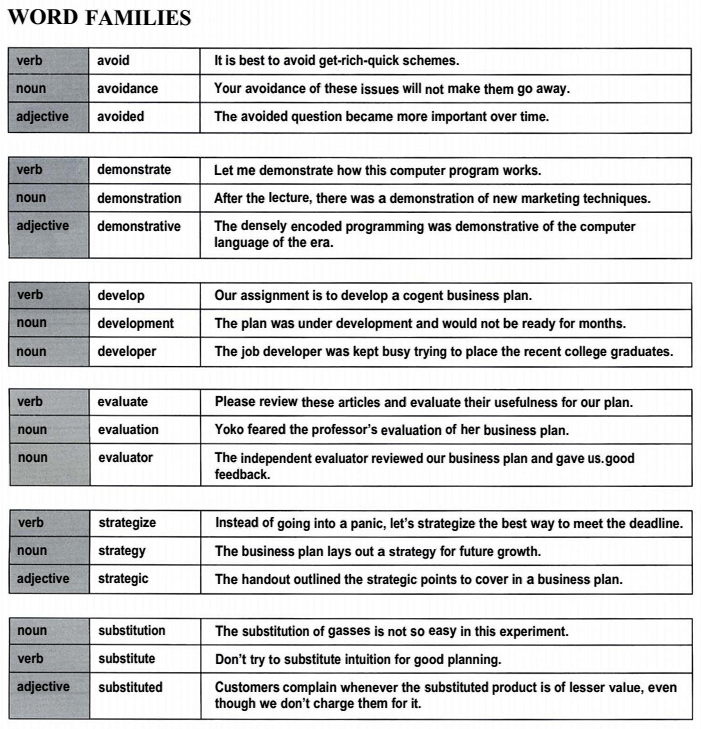 WORD FAMILIES
verb avoid It is best to avoid get-rich-quick schemes.
noun avoidance Your avoidance of these issues will not make them go away.
adjective avoided The avoided question became more important over time.
verb demonstrate Let me demonstrate how this computer program works.
noun demonstration After the lecture, there was a demonstration of new marketing techniques.
adjective demonstrative The densely encoded programming was demonstrative of the computer
language of the era.
verb develop Our assignment is to develop a cogent business plan.
noun development The plan was under development and would not be ready for months.
noun developer The job developer was kept busy trying to place the recent college graduates.
verb evaluate Please review these articles and evaluate their usefulness for our plan.
noun evaluation Yoko feared the professor's evaluation of her business plan.
noun evaluator The independent evaluator reviewed our business plan and gave us.good
feedback.
verb strategize Instead of going into a panic, let's strategize the best way to meet the deadline.
noun strategy The business plan lays out a strategy for future growth.
adjective strategic The handout outlined the strategic points to cover in a business plan.
noun substitution The substitution of gasses is not so easy in this experiment.
verb substitute Don't try to substitute intuition for good planning.
adjective substituted Customers complain whenever the substituted product is of lesser value, even
though we don't charge them for it.